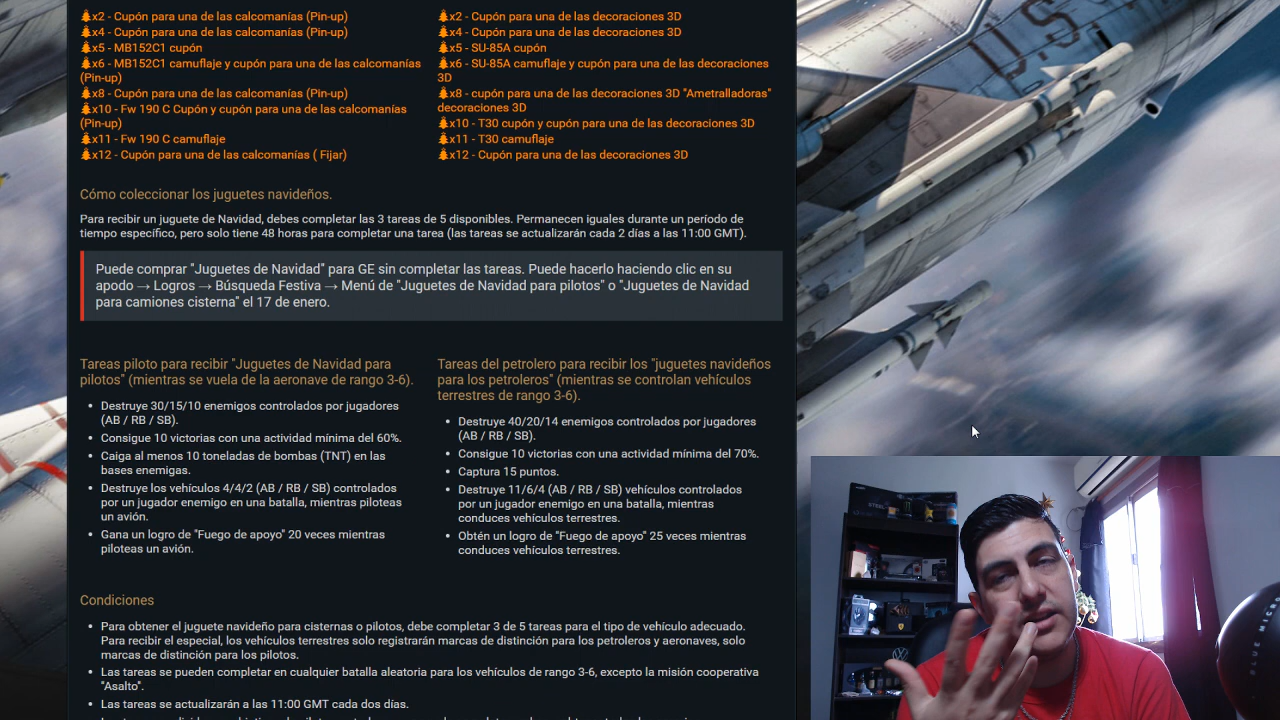 x2 - Cupón para una de las calcomanías (Pin-up)
x4 - Cupón para una de las calcomanías (Pin-up)
x5 - MB152C1 cupón
x6 - MB152C1 camuflaje y cupón para una de las calcomanías
(Pin-up)
x8 - Cupón para una de las calcomanías (Pin-up)
x10 - Fw 190 C Cupón y cupón para una de las calcomanías
(Pin-up)
x11 - Fw 190 C camuflaje
x12 - Cupón para una de las calcomanías ( Fijar)
x2 - Cupón para una de las decoraciones 3D
x4 - Cupón para una de las decoraciones 3D
x5 - SU-85A cupón
x6 - SU-85A camuflaje y cupón para una de las decoraciones
3D
x8 - cupón para una de las decoraciones 3D "Ametralladoras"
decoraciones 3D
x10 - T30 cupón y cupón para una de las decoraciones 3D
x11 - T30 camuflaje
x12 - Cupón para una de las decoraciones 3D
Cómo coleccionar los juguetes navideños.
Para recibir un juguete de Navidad, debes completar las 3 tareas de 5 disponibles. Permanecen iguales durante un período de
tiempo específico, pero solo tiene 48 horas para completar una tarea (las tareas se actualizarán cada 2 días a las 11:00 GMT).
Puede comprar "Juguetes de Navidad" para GE sin completar las tareas. Puede hacerlo haciendo clic en su
apodo → Logros → Búsqueda Festiva → Menú de "Juguetes de Navidad para pilotos" o "Juguetes de Navidad
para camiones cisterna" el 17 de enero.
Tareas piloto para recibir "Juguetes de Navidad para
pilotos" (mientras se vuela de la aeronave de rango 3-6).
Destruye 30/15/10 enemigos controlados por jugadores
(AB / RB / SB).
Consigue 10 victorias con una actividad mínima del 60%.
Caiga al menos 10 toneladas de bombas (TNT) en las
bases enemigas.
Destruye los vehículos 4/4/2 (AB / RB / SB) controlados
por un jugador enemigo en una batalla, mientras piloteas
un avión.
Gana un logro de "Fuego de apoyo" 20 veces mientras
piloteas un avión.
Tareas del petrolero para recibir los "juguetes navideños
para los petroleros" (mientras se controlan vehículos
terrestres de rango 3-6).
Destruye 40/20/14 enemigos controlados por jugadores
(AB / RB / SB).
Consigue 10 victorias con una actividad mínima del 70%.
Captura 15 puntos.
Destruye 11/6/4 (AB / RB / SB) vehículos controlados
por un jugador enemigo en una batalla, mientras
conduces vehículos terrestres.
Obtén un logro de "Fuego de apoyo" 25 veces mientras
conduces vehículos terrestres.
Condiciones
Para obtener el juguete navideño para cisternas o pilotos, debe completar 3 de 5 tareas para el tipo de vehículo adecuado.
Para recibir el especial, los vehículos terrestres solo registrarán marcas de distinción para los petroleros y aeronaves, solo
marcas de distinción para los pilotos.
Las tareas se pueden completar en cualquier batalla aleatoria para los vehículos de rango 3-6, excepto la misión cooperativa
"Asalto".
Las tareas se actualizarán a las 11:00 GMT cada dos días.